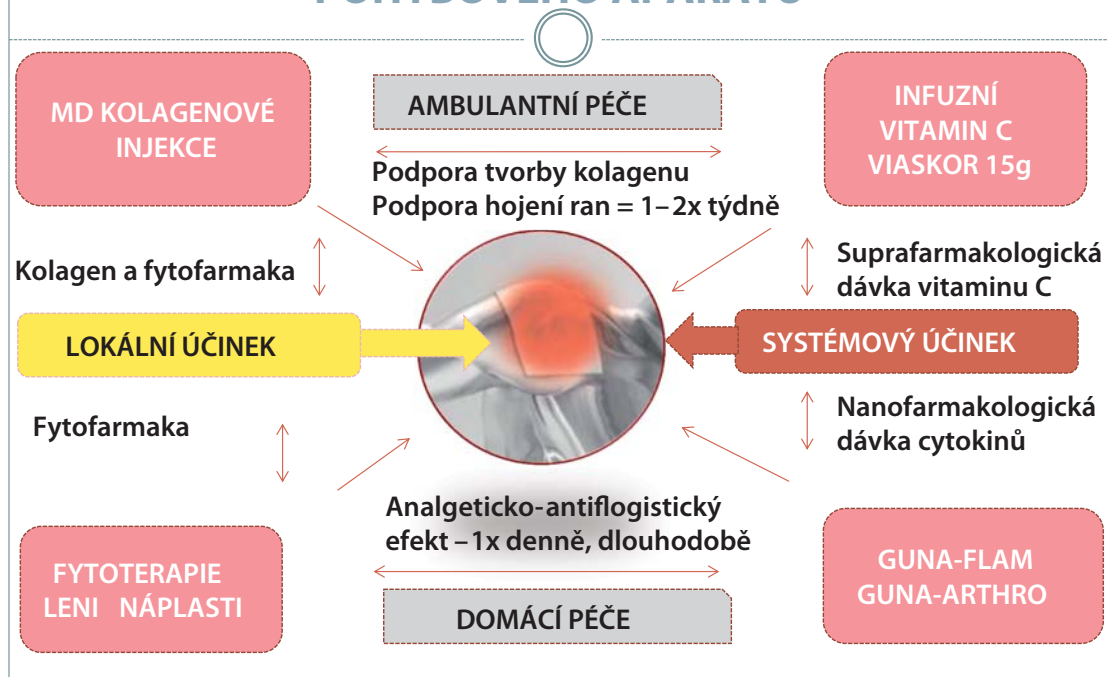 POHYBOVÉHO APARÁTU
MD KOLAGENOVÉ
INJEKCE
AMBULANTNÍ PÉČE
INFUZNÍ
VITAMIN C
VIASKOR 15g
Podpora tvorby kolagenu
Podpora hojení ran = 1–2x týdně
Kolagen a fytofarmaka
Suprafarmakologická
dávka vitaminu C
LOKÁLNÍ ÚČINEK
SYSTÉMOVÝ ÚČINEK
Fytofarmaka
Nanofarmakologická
dávka cytokinů
Analgeticko-antiflogistický
efekt –1x denně, dlouhodobě
FYTOTERAPIE
LENI NÁPLASTI
GUNA-FLAM
GUNA-ARTHRO
DOMÁCÍ PÉČE